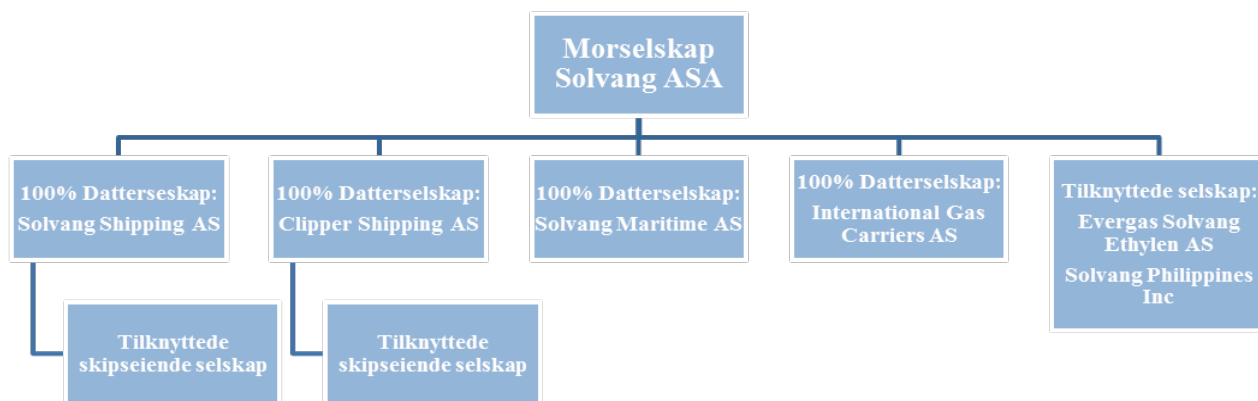 Morselskap
Solvang ASA
100% Datterseskap:
Solvang Shipping AS
100% Datterselskap:
Clipper Shipping AS
100% Datterselskap:
Solvang Maritime AS
100% Datterselskap:
International Gas
Carriers AS
Tilknyttede selskap:
Evergas Solvang
Ethylen AS
Solvang Philippines
Inc
Tilknyttede
skipseiende selskap
Tilknyttede
skipseiende selskap